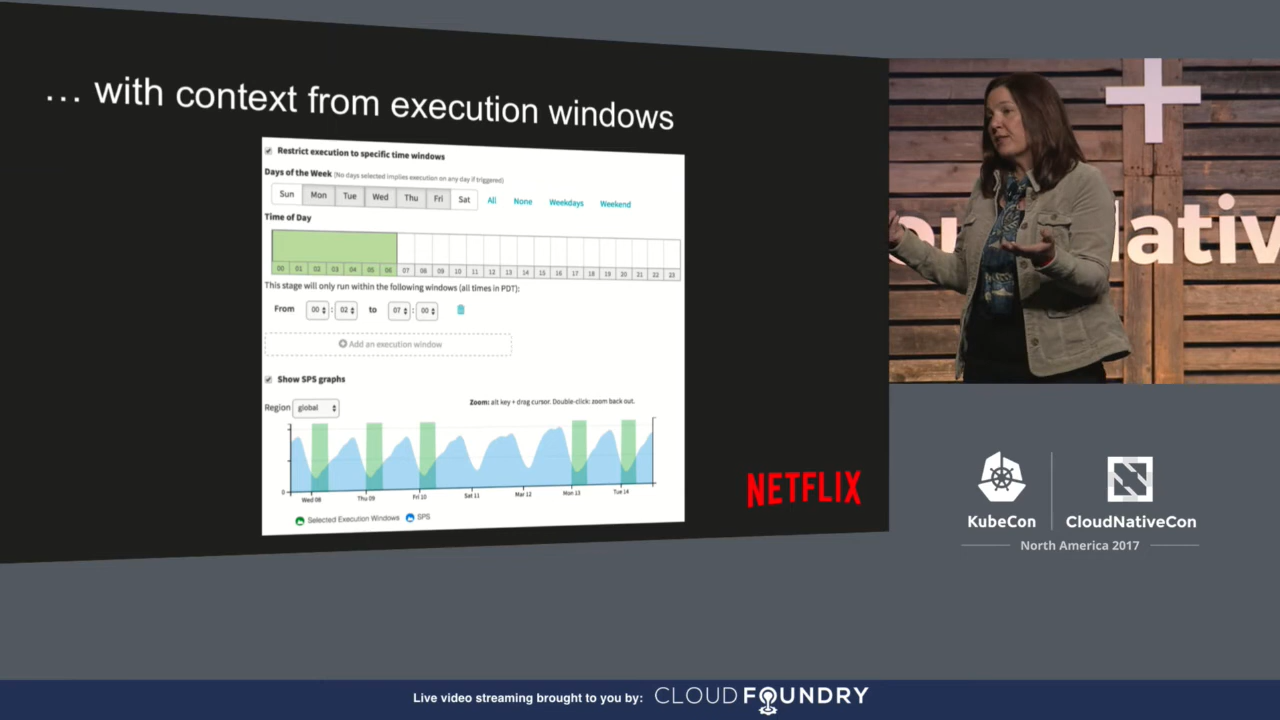 ... with context from execution windows
Restrict execution to specific time windows
Days of the Week (No days selected implies execution on any day if triggered)
Sun Mon Tue Wed Thu Fri Sat All None Weekdays Weekend
Time of Day
00 01 02 03 04 05 06 07 08 09 10 11 12 13 14 15 16 17 18 19 20 21 22 23
This stage will only run within the following windows (all times in PDT):
From 00 : 02 to 07 : 00
Add an execution window
Show SPS graphs
Region global
Zoom: alt key + drag cursor. Double-click: zoom back out.
0
Wed 08 Thu 09 Fri 10 Sat 11 Mar 12 Mon 13 Tue 14
Selected Execution Windows SPS
NETFLIX
oud Native
KubeCon
CloudNativeCon
North America 2017
Live video streaming brought to you by: CLOUD FOUNDRY